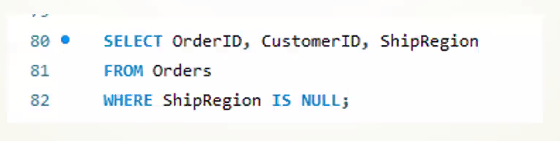 80 SELECT OrderID, CustomerID, ShipRegion
81 FROM Orders
82 WHERE ShipRegion IS NULL;